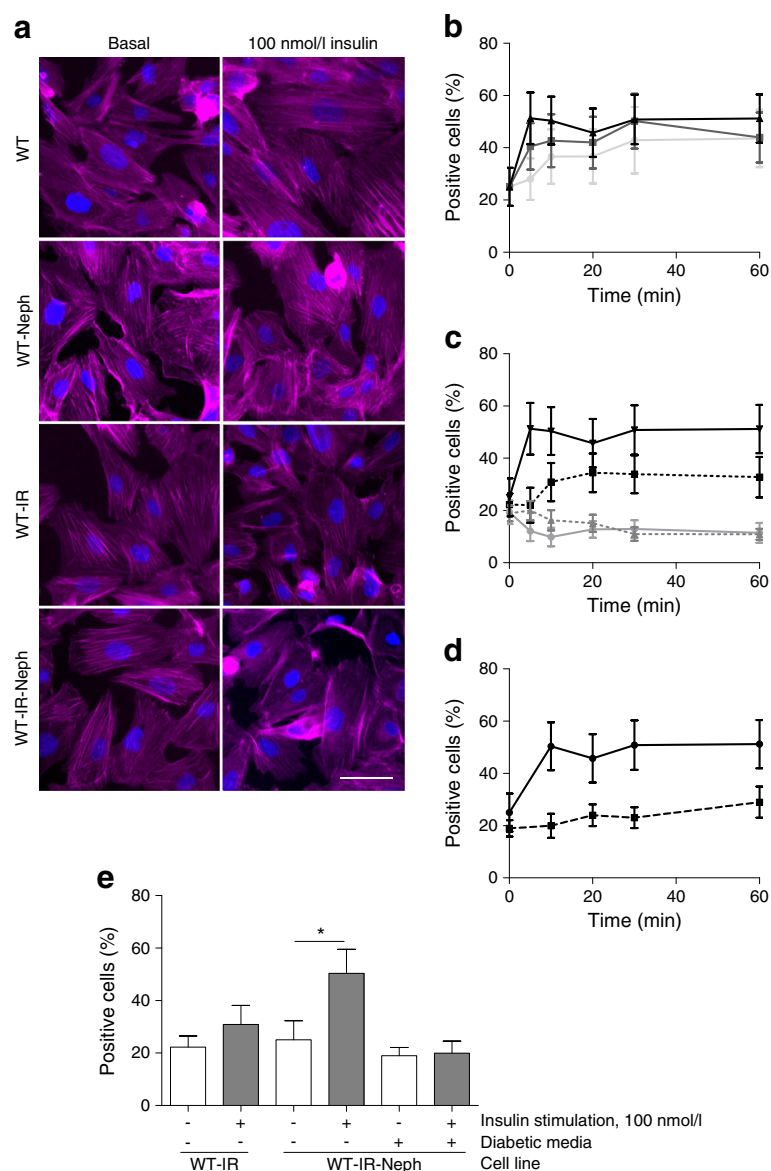 a
Basal
100 nmol/l insulin
WT
WT-Neph
WT-IR
WT-IR-Neph
b
Positive cells (%)
80
60
40
20
0
0 20 40 60
Time (min)
c
Positive cells (%)
80
60
40
20
0
0 20 40 60
Time (min)
d
Positive cells (%)
80
60
40
20
0
0 20 40 60
Time (min)
e
Positive cells (%)
80
60
40
20
0
*
- + - + - + Insulin stimulation, 100 nmol/l
- - - - + + Diabetic media
WT-IR WT-IR-Neph Cell line